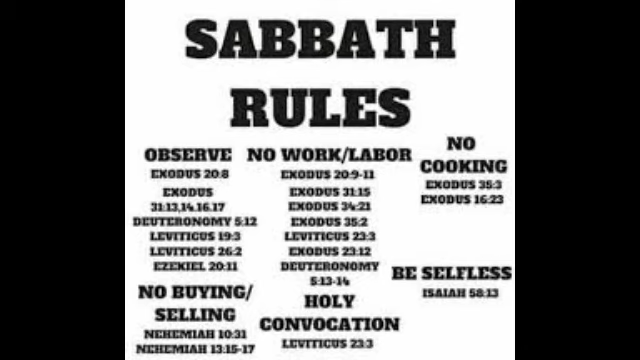 SABBATH
RULES
OBSERVE
EXODUS 20:8
EXODUS
31:13,14,16,17
DEUTERONOMY 5:12
LEVITICUS 19:3
LEVITICUS 26:2
EZEKIEL 20:11
NO BUYING/
SELLING
NEHEMIAH 10:31
NEHEMIAH 13:15-17
NO WORK/LABOR
EXODUS 20:9-11
EXODUS 31:15
EXODUS 34:21
EXODUS 35:2
LEVITICUS 23:3
EXODUS 23:12
DEUTERONOMY
5:13-14
HOLY
CONVOCATION
LEVITICUS 23:3
NO
COOKING
EXODUS 35:3
EXODUS 16:23
BE SELFLESS
ISAIAH 58:13